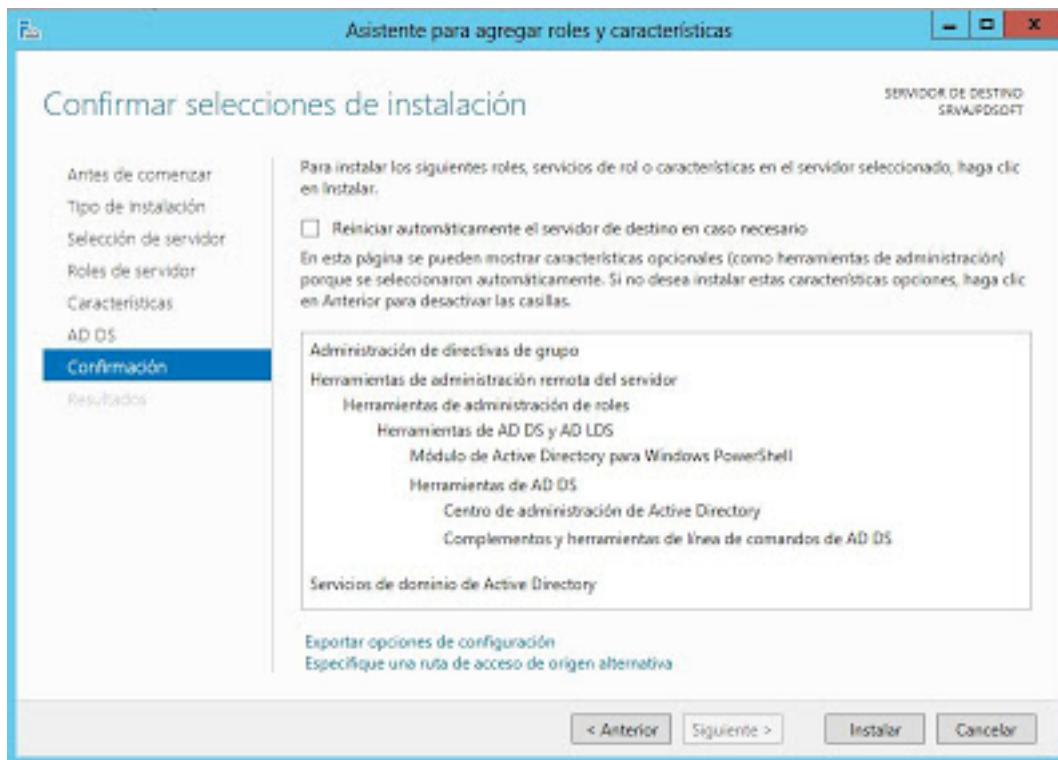 Asistente para agregar roles y características
Confirmar selecciones de instalación
SERVIDOR DE DESTINO
SRVAJPDSOFT
Antes de comenzar
Tipo de instalación
Selección de servidor
Roles de servidor
Características
AD DS
Confirmación
Resultados
Para instalar los siguientes roles, servicios de rol o características en el servidor seleccionado, haga clic
en Instalar.
Reiniciar automáticamente el servidor de destino en caso necesario
En esta página se pueden mostrar características opcionales (como herramientas de administración)
porque se seleccionaron automáticamente. Si no desea instalar estas características opciones, haga clic
en Anterior para desactivar las casillas.
Administración de directivas de grupo
Herramientas de administración remota del servidor
Herramientas de administración de roles
Herramientas de AD DS y AD LDS
Módulo de Active Directory para Windows PowerShell
Herramientas de AD DS
Centro de administración de Active Directory
Complementos y herramientas de línea de comandos de AD DS
Servicios de dominio de Active Directory
Exportar opciones de configuración
Especifique una ruta de acceso de origen alternativa
< Anterior Siguiente > Instalar Cancelar